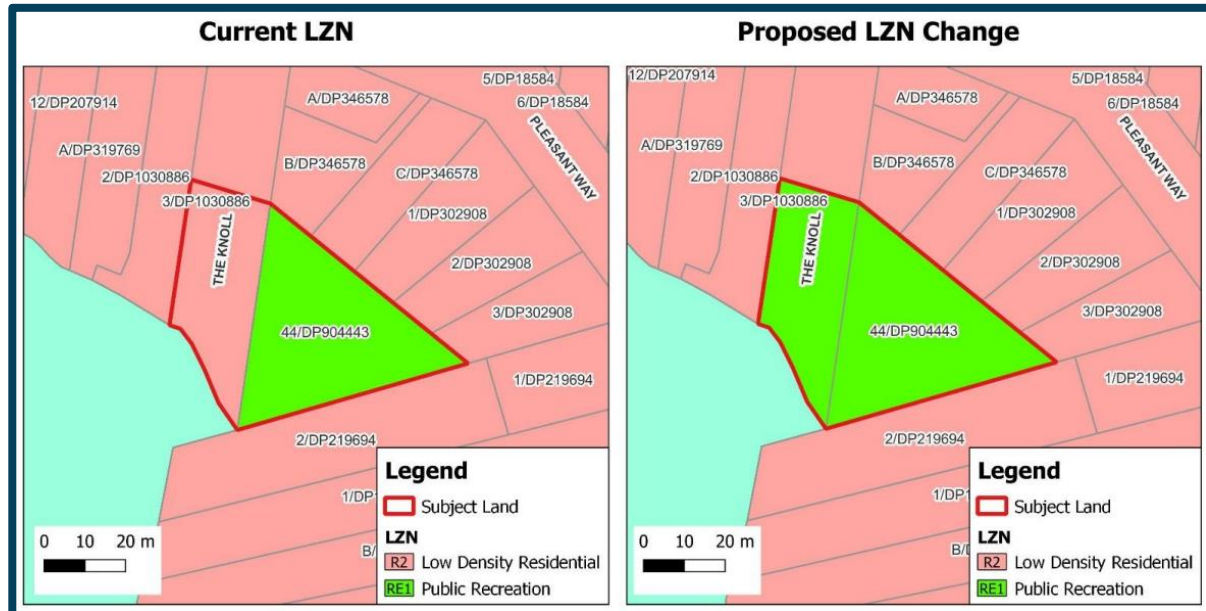 Current LZN
12/DP207914
A/DP319769
2/DP1030886
3/DP1030886
THE KNOLL
A/DP346578
B/DP346578
C/DP346578
1/DP302908
2/DP302908
3/DP302908
5/DP18584
6/DP18584
PLEASANT WAY
44/DP904443
1/DP219694
2/DP219694
1/DP1
B/
0 10 20 m
Legend
Subject Land
LZN
R2 Low Density Residential
RE1 Public Recreation
Proposed LZN Change
12/DP207914
A/DP319769
2/DP1030886
3/DP1030886
THE KNOLL
A/DP346578
B/DP346578
C/DP346578
1/DP302908
2/DP302908
3/DP302908
5/DP18584
6/DP18584
PLEASANT WAY
44/DP904443
1/DP219694
2/DP219694
1/DP1
B/D
0 10 20 m
Legend
Subject Land
LZN
R2 Low Density Residential
RE1 Public Recreation